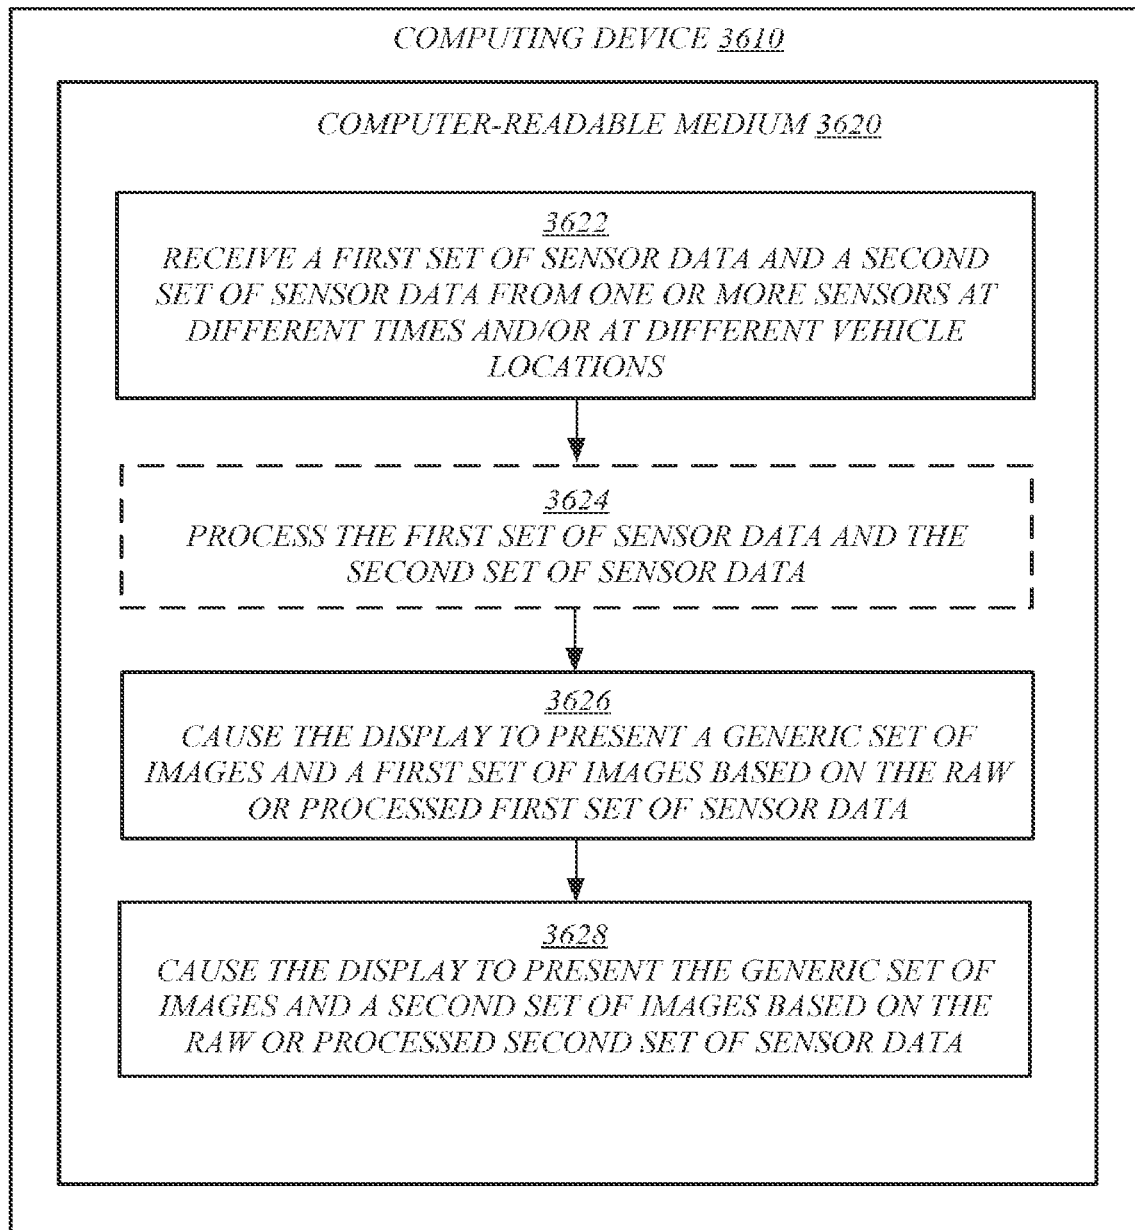 COMPUTING DEVICE 3610
COMPUTER-READABLE MEDIUM 3620
3622
RECEIVE A FIRST SET OF SENSOR DATA AND A SECOND
SET OF SENSOR DATA FROM ONE OR MORE SENSORS AT
DIFFERENT TIMES AND/OR AT DIFFERENT VEHICLE
LOCATIONS
3624
PROCESS THE FIRST SET OF SENSOR DATA AND THE
SECOND SET OF SENSOR DATA
3626
CAUSE THE DISPLAY TO PRESENT A GENERIC SET OF
IMAGES AND A FIRST SET OF IMAGES BASED ON THE RAW
OR PROCESSED FIRST SET OF SENSOR DATA
3628
CAUSE THE DISPLAY TO PRESENT THE GENERIC SET OF
IMAGES AND A SECOND SET OF IMAGES BASED ON THE
RAW OR PROCESSED SECOND SET OF SENSOR DATA